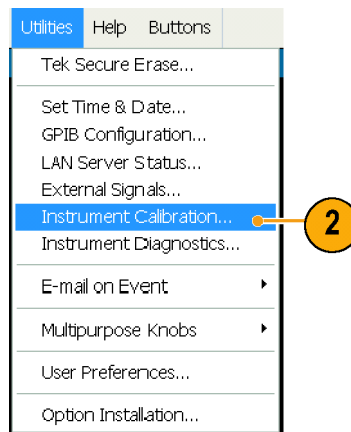 Utilities Help Buttons
Tek Secure Erase...
Set Time & Date...
GPIB Configuration...
LAN Server Status...
External Signals...
Instrument Calibration...
2
Instrument Diagnostics...
E-mail on Event
Multipurpose Knobs
User Preferences...
Option Installation...